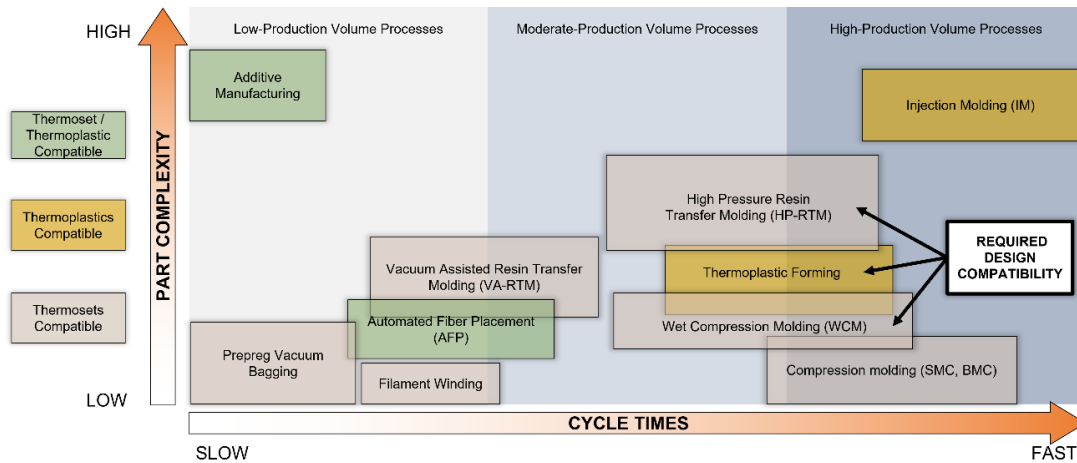 HIGH
Low-Production Volume Processes
Moderate-Production Volume Processes
High-Production Volume Processes
Additive
Manufacturing
Injection Molding (IM)
Thermoset /
Thermoplastic
Compatible
Thermoplastics
Compatible
Thermosets
Compatible
PART COMPLEXITY
High Pressure Resin
Transfer Molding (HP-RTM)
REQUIRED
DESIGN
COMPATIBILITY
Vacuum Assisted Resin Transfer
Molding (VA-RTM)
Thermoplastic Forming
Automated Fiber Placement
(AFP)
Wet Compression Molding (WCM)
Prepreg Vacuum
Bagging
Filament Winding
Compression molding (SMC, BMC)
LOW
CYCLE TIMES
SLOW
FAST